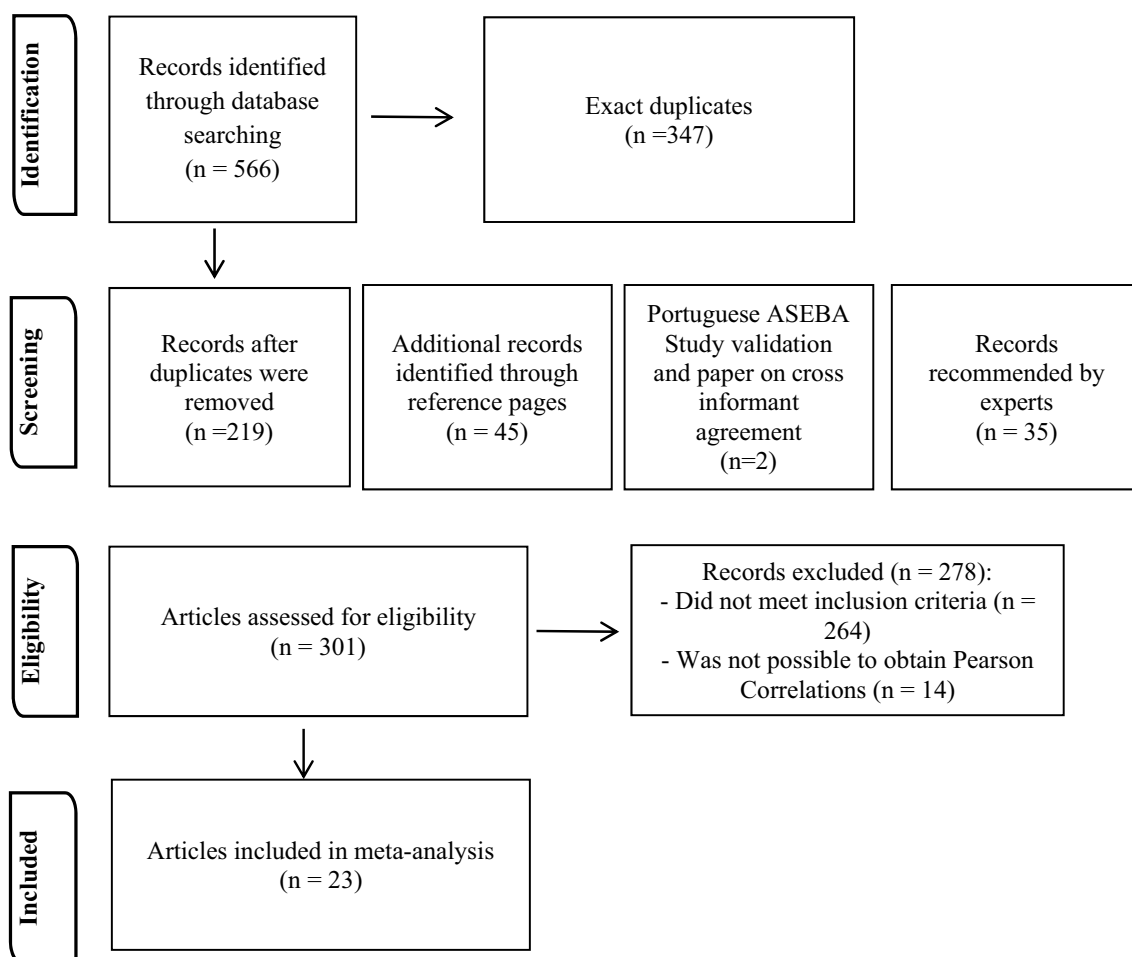 Identification
Records identified
through database
searching
(n = 566)
Exact duplicates
(n =347)
Screening
Records after
duplicates were
removed
(n =219)
Additional records
identified through
reference pages
(n = 45)
Portuguese ASEBA
Study validation
and paper on cross
informant
agreement
(n=2)
Records
recommended by
experts
(n = 35)
Eligibility
Articles assessed for eligibility
(n = 301)
Records excluded (n = 278):
- Did not meet inclusion criteria (n =
264)
- Was not possible to obtain Pearson
Correlations (n = 14)
Included
Articles included in meta-analysis
(n = 23)